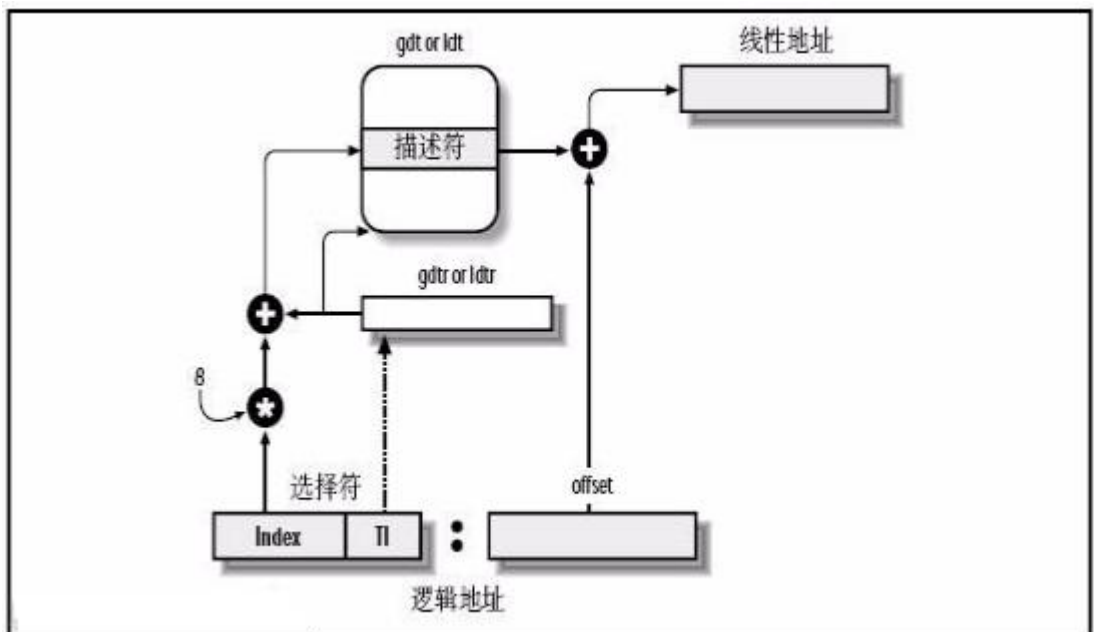 gdt or ldt
线性地址
描述符
gdtr or ldtr
8
选择符
offset
Index
TI
:
逻辑地址